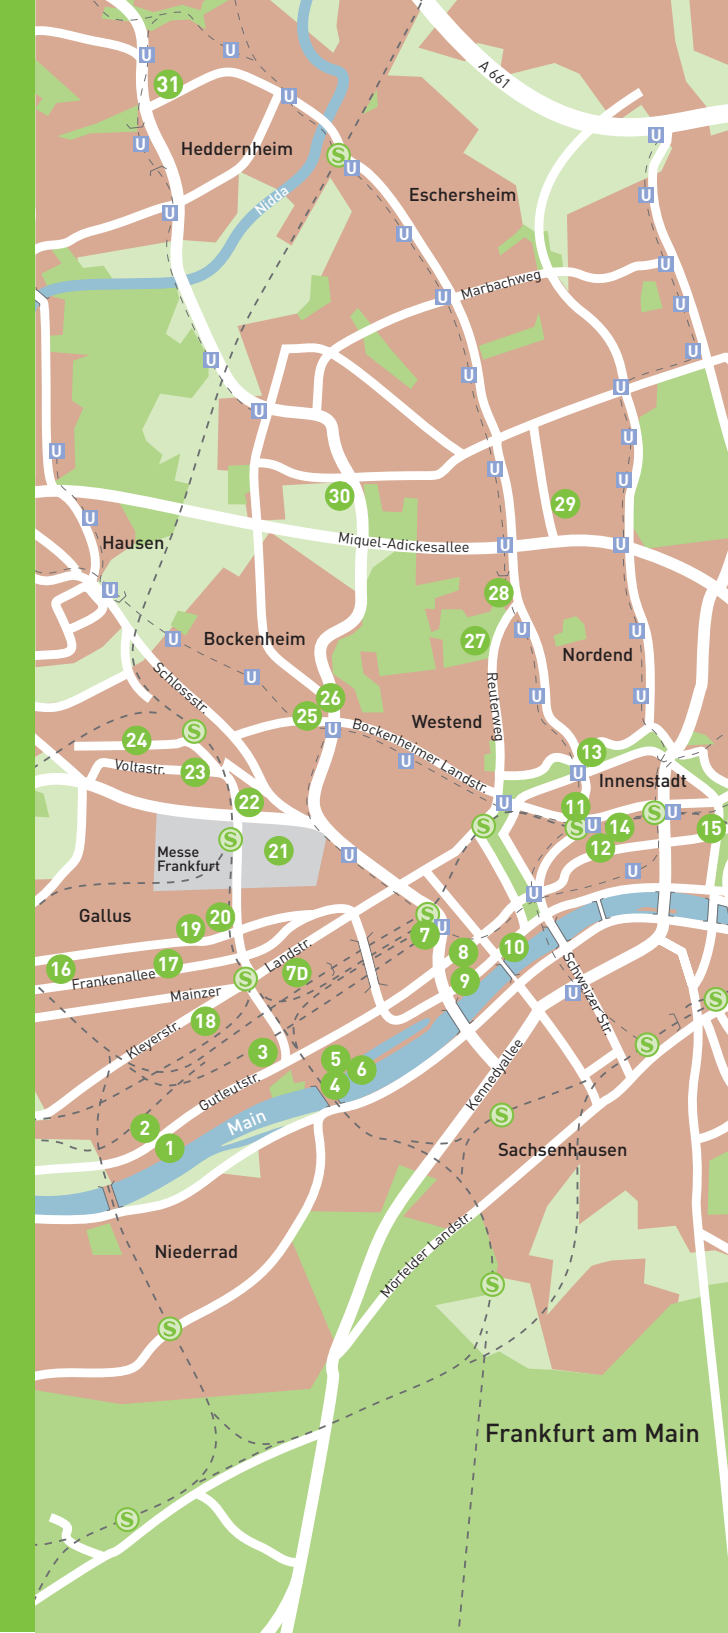 A 661
U
U
31
U
U
U
Heddernheim
S
U
Eschersheim
U
Nidda
U
U
U
Marbachweg
U
U
U
U
U
U
U
U
U
U
U
U
30
29
U
Miquel-Adickesallee
U
U
Hausen
U
28
U
U
27
U
Bockenheim
Nordend
U
Schlossstr.
Reuterweg
26
25
U
U
Westend
S
U
24
Bockenheimer Landstr.
13
U
Voltastr.
23
U
Innenstadt
22
U
11
S
U
S
S
U
14
15
S
12
21
Messe
Frankfurt
U
U
U
Gallus
20
S
19
7
U
8
10
16
17
Frankenallee
Landstr.
7D
9
Schweizer Str.
Mainzer
S
U
S
18
Kleyerstr.
3
5
6
4
S
Gutleutstr.
Kennedyallee
Main
2
1
S
Sachsenhausen
Niederrad
Mörfelder Landstr.
S
S
Frankfurt am Main
S